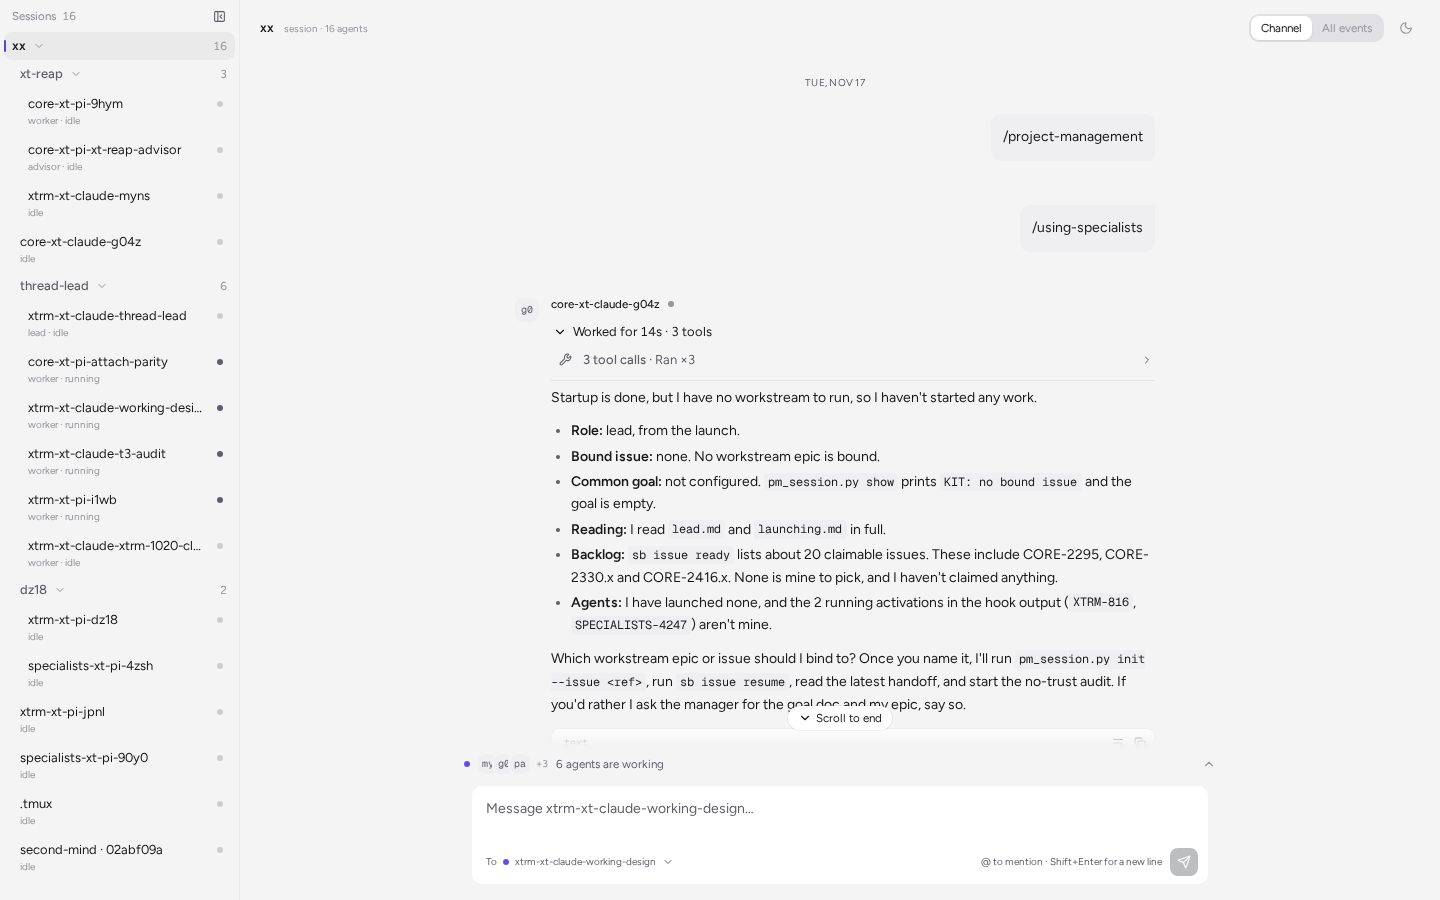 Sessions 16
xx 16
xt-reap 3
core-xt-pi-9hym
worker · idle
core-xt-pi-xt-reap-advisor
advisor · idle
xtrm-xt-claude-myns
idle
core-xt-claude-g04z
idle
thread-lead 6
xtrm-xt-claude-thread-lead
lead · idle
core-xt-pi-attach-parity
worker · running
xtrm-xt-claude-working-desi...
worker · running
xtrm-xt-claude-t3-audit
worker · running
xtrm-xt-pi-i1wb
worker · running
xtrm-xt-claude-xtrm-1020-cl...
worker · idle
dz18 2
xtrm-xt-pi-dz18
idle
specialists-xt-pi-4zsh
idle
xtrm-xt-pi-jpnl
idle
specialists-xt-pi-90y0
idle
.tmux
idle
second-mind · 02abf09a
idle
xx session · 16 agents
Channel All events
TUE, NOV 17
/project-management
/using-specialists
g0 core-xt-claude-g04z
Worked for 14s · 3 tools
3 tool calls · Ran ×3
Startup is done, but I have no workstream to run, so I haven't started any work.
• Role: lead, from the launch.
• Bound issue: none. No workstream epic is bound.
• Common goal: not configured. pm_session.py show prints KIT: no bound issue and the
goal is empty.
• Reading: I read lead.md and launching.md in full.
• Backlog: sb issue ready lists about 20 claimable issues. These include CORE-2295, CORE-
2330.x and CORE-2416.x. None is mine to pick, and I haven't claimed anything.
• Agents: I have launched none, and the 2 running activations in the hook output ( XTRM-816 ,
SPECIALISTS-4247 ) aren't mine.
Which workstream epic or issue should I bind to? Once you name it, I'll run pm_session.py init
--issue <ref> , run sb issue resume , read the latest handoff, and start the no-trust audit. If
you'd rather I ask the manager for the goal doc and my epic, say so.
Scroll to end
text
my g0 pa +3 6 agents are working
Message xtrm-xt-claude-working-design...
To xtrm-xt-claude-working-design
@ to mention · Shift+Enter for a new line